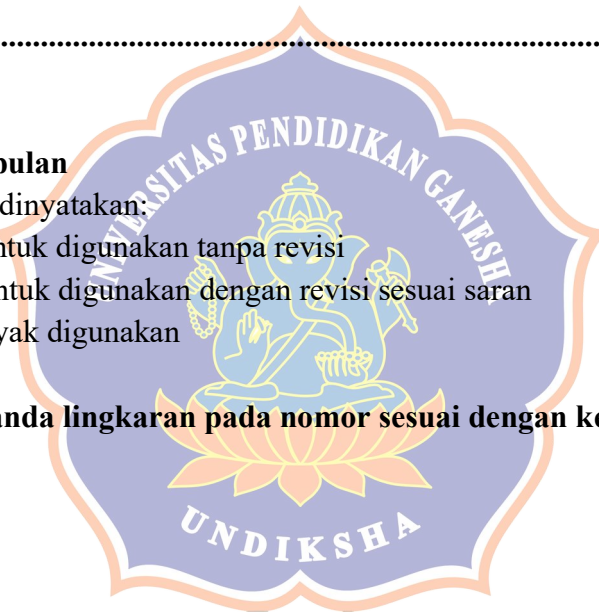 ................................................................................
pulan
dinyatakan:
ntuk digunakan tanpa revisi
ntuk digunakan dengan revisi sesuai saran
yak digunakan
anda lingkaran pada nomor sesuai dengan ke
UNIVERSITAS PENDIDIKAN GANESHA
UNDIKSHA